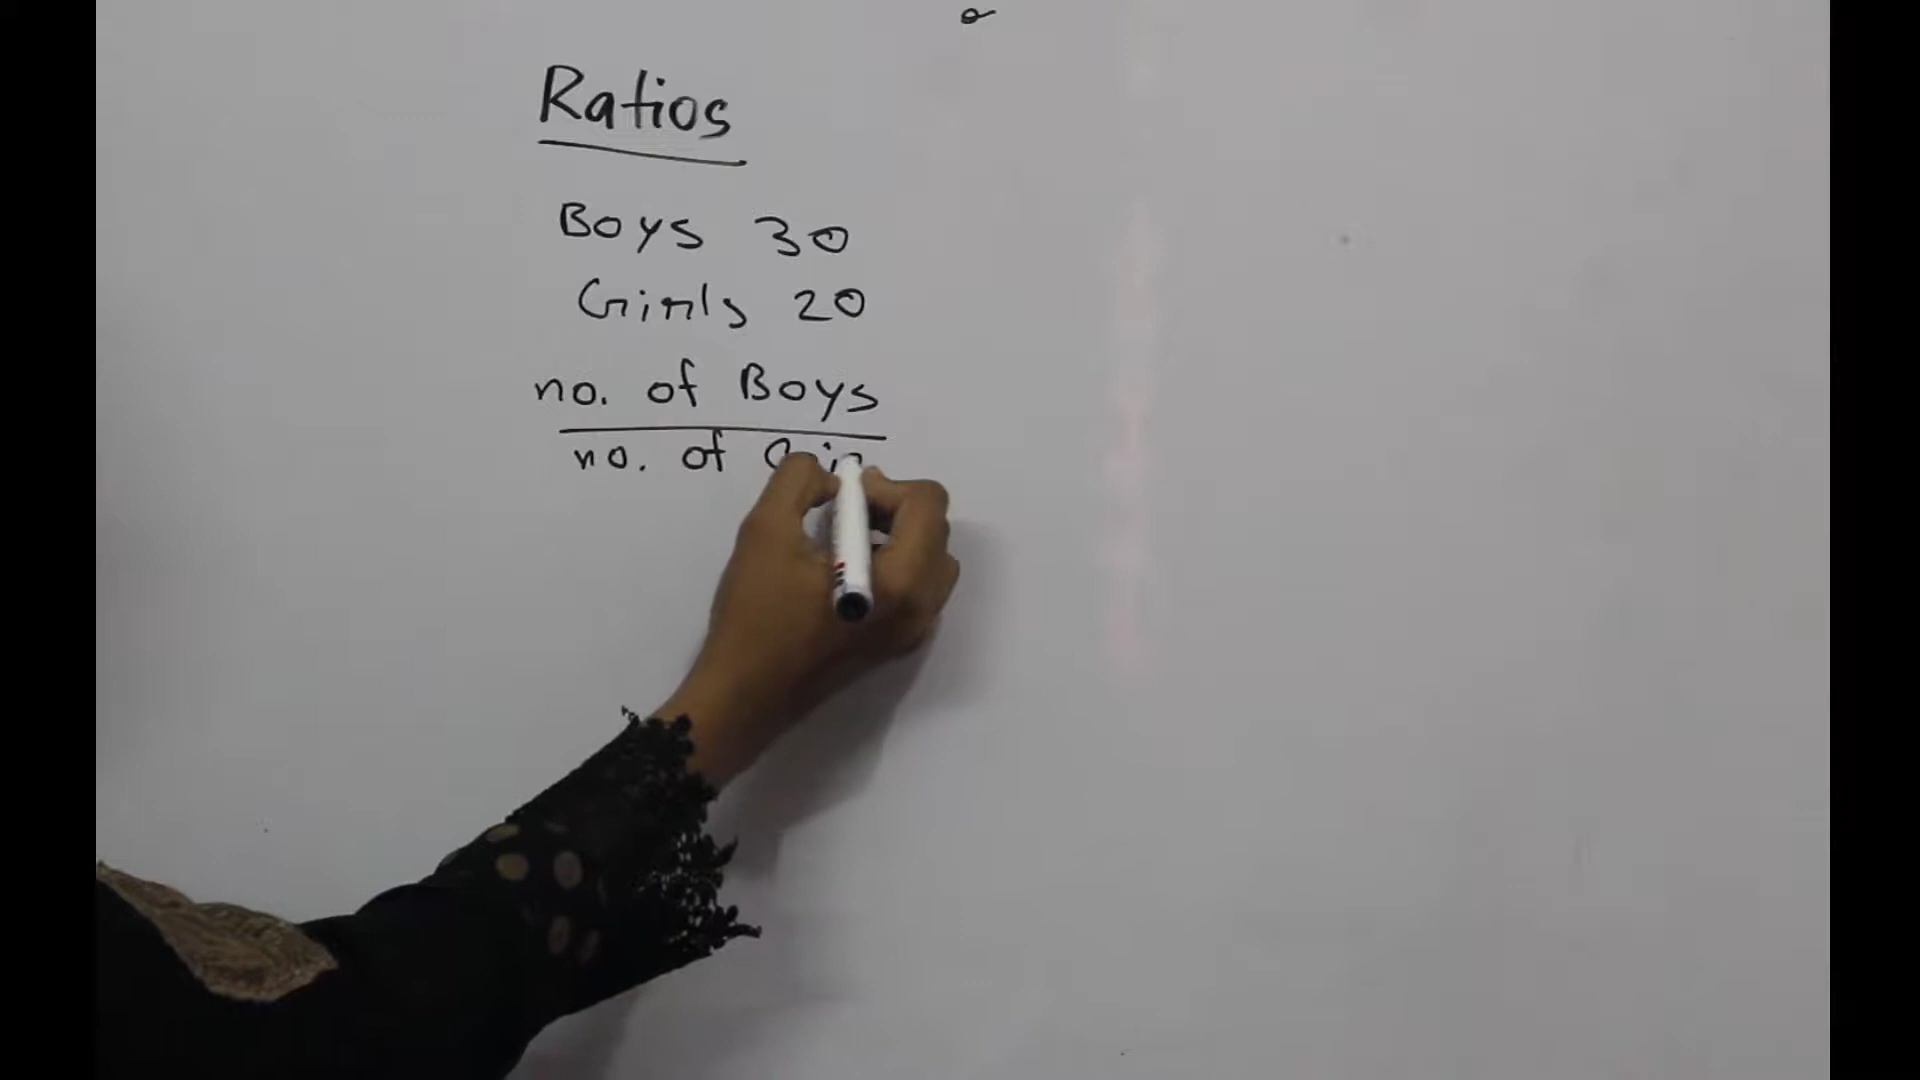 Ratios
Boys 30
Girls 20
no. of Boys
no. of